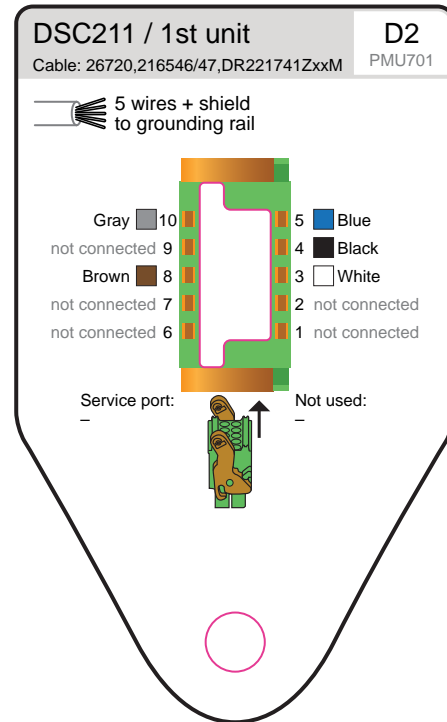 DSC211 / 1st unit
D2
Cable: 26720,216546/47,DR221741ZxxM
PMU701
5 wires + shield
to grounding rail
Gray 10 5 Blue
not connected 9 4 Black
Brown 8 3 White
not connected 7 2 not connected
not connected 6 1 not connected
Service port: Not used:
– –